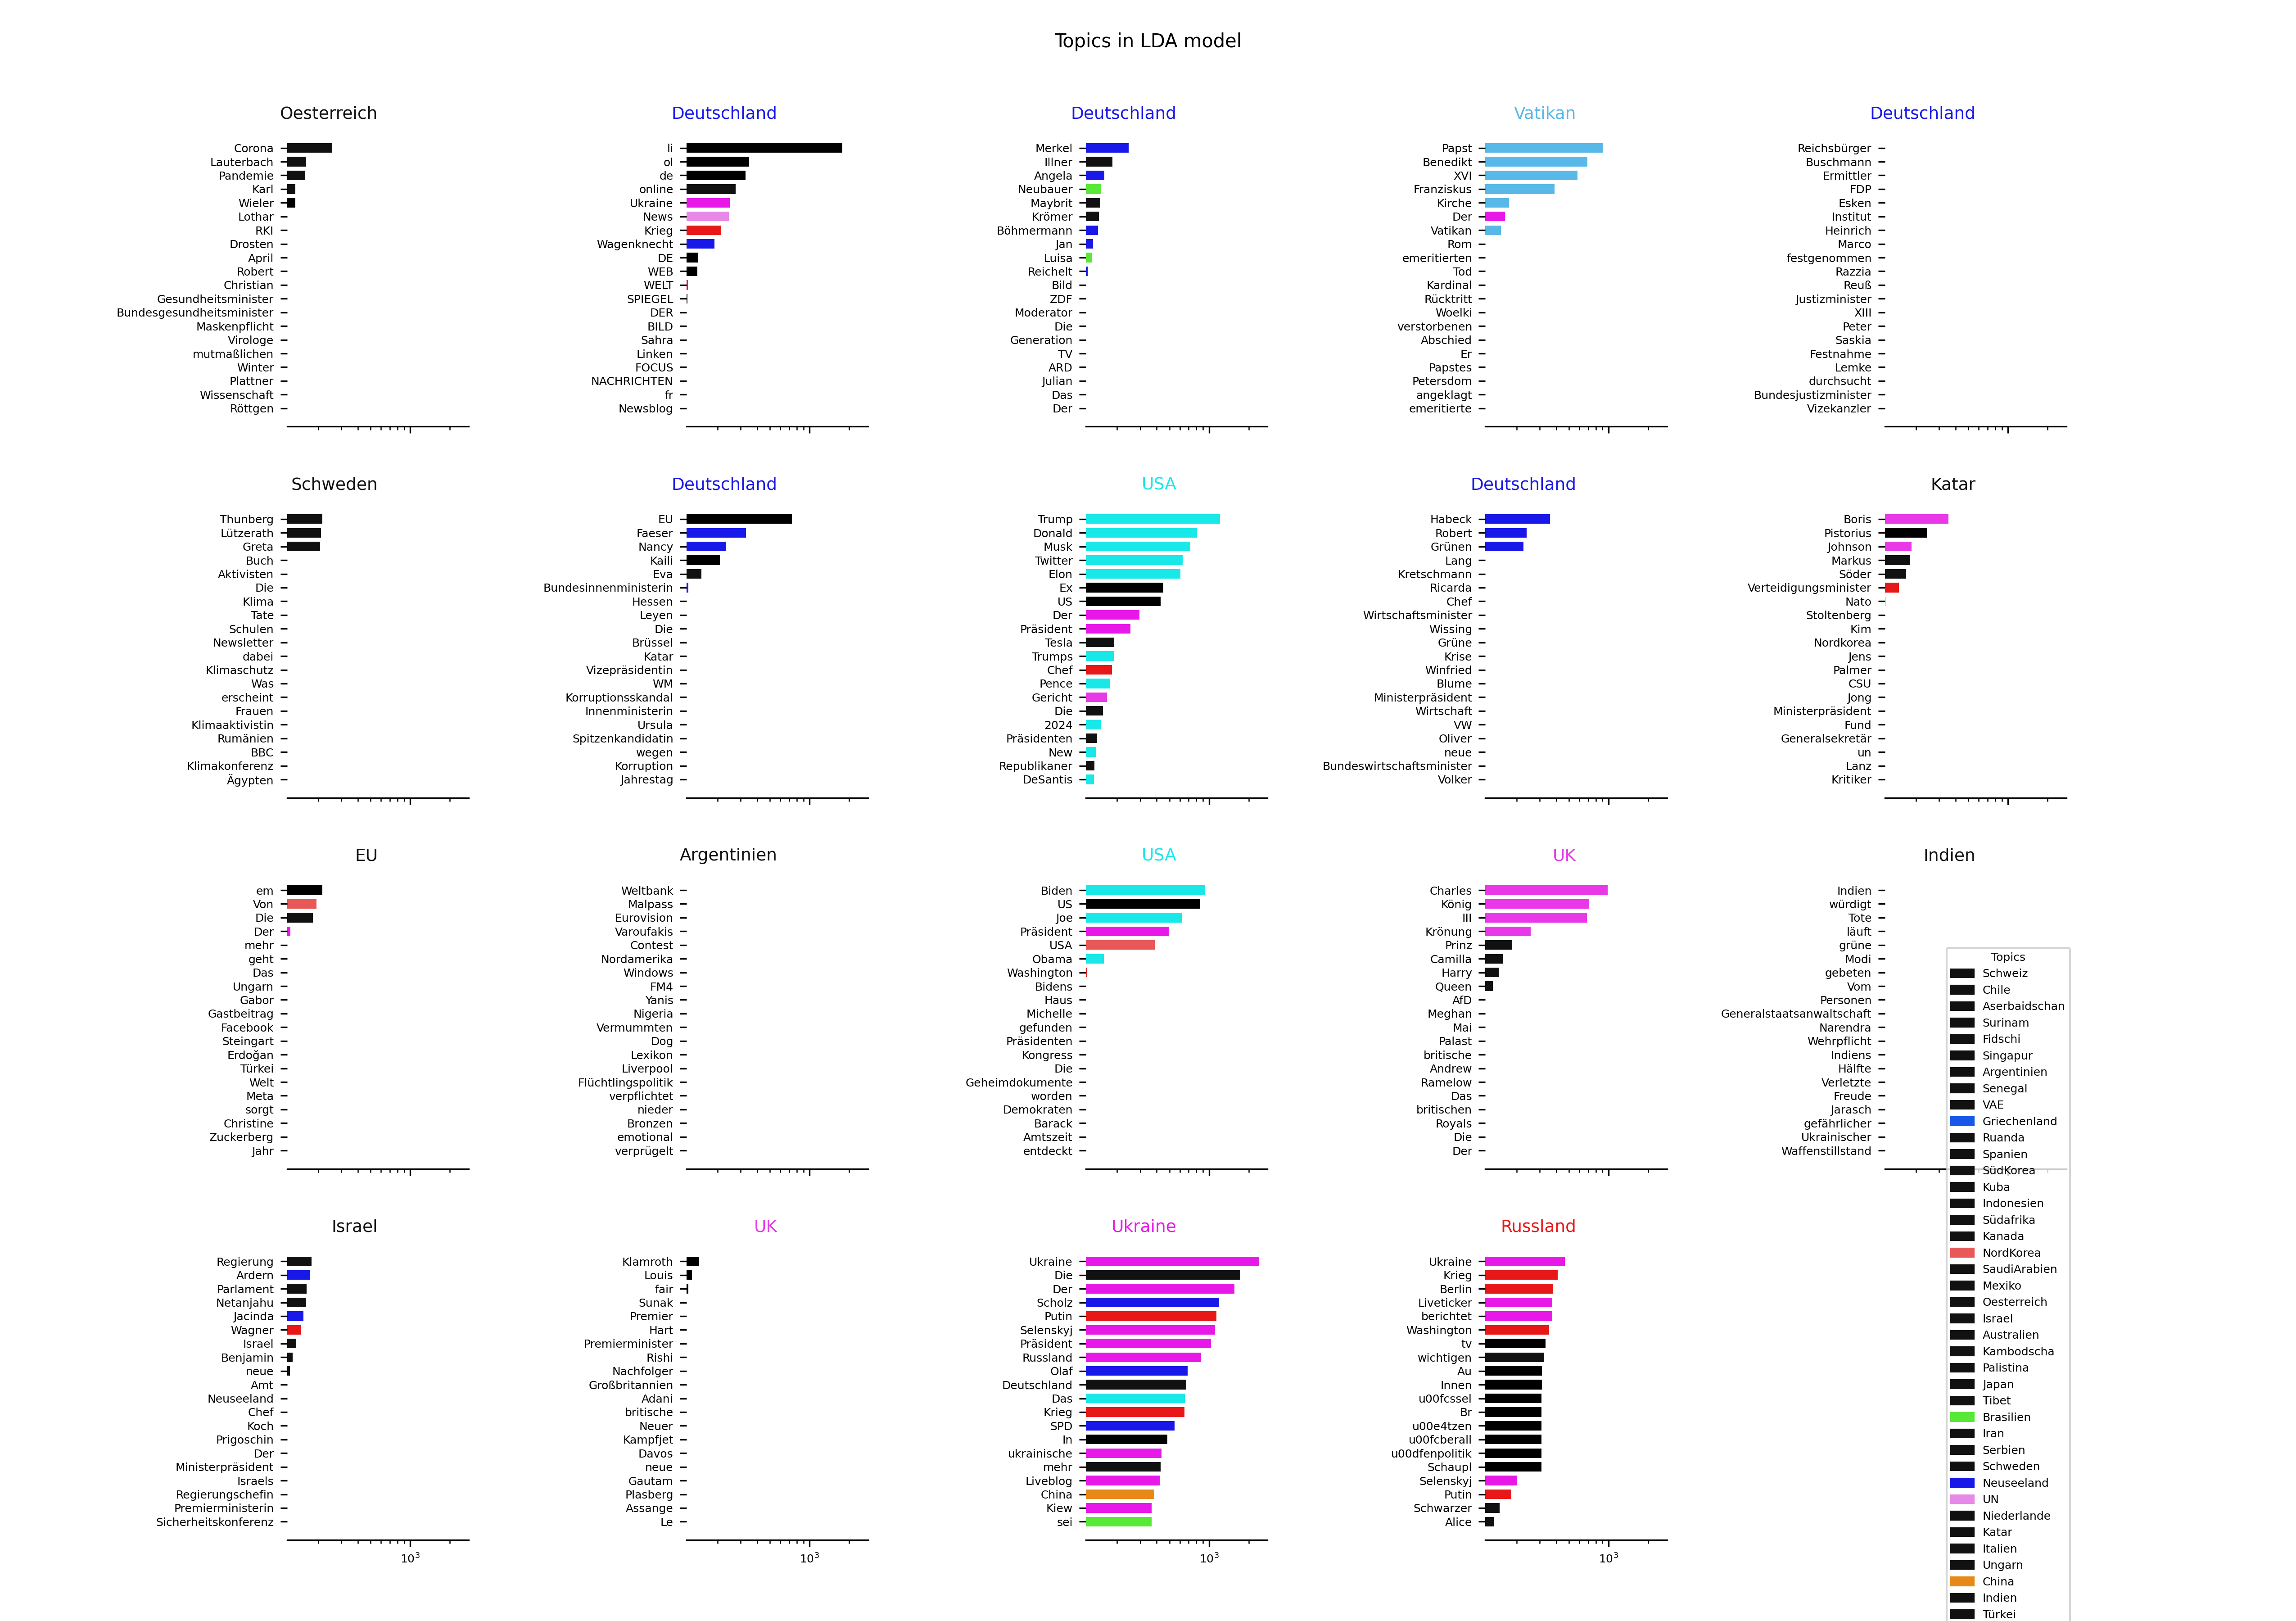 Topics in LDA model
Oesterreich
Corona
Lauterbach
Pandemie
Karl
Wieler
Lothar
RKI
Drosten
April
Robert
Christian
Gesundheitsminister
Bundesgesundheitsminister
Maskenpflicht
Virologe
mutmaßlichen
Winter
Plattner
Wissenschaft
Röttgen
Deutschland
li
ol
de
online
Ukraine
News
Krieg
Wagenknecht
DE
WEB
WELT
SPIEGEL
DER
BILD
Sahra
Linken
FOCUS
NACHRICHTEN
fr
Newsblog
Deutschland
Merkel
Illner
Angela
Neubauer
Maybrit
Krömer
Böhmermann
Jan
Luisa
Reichelt
Bild
ZDF
Moderator
Die
Generation
TV
ARD
Julian
Das
Der
Vatikan
Papst
Benedikt
XVI
Franziskus
Kirche
Der
Vatikan
Rom
emeritierten
Tod
Kardinal
Rücktritt
Woelki
verstorbenen
Abschied
Er
Papstes
Petersdom
angeklagt
emeritierte
Deutschland
Reichsbürger
Buschmann
Ermittler
FDP
Esken
Institut
Heinrich
Marco
festgenommen
Razzia
Reuß
Justizminister
XIII
Peter
Saskia
Festnahme
Lemke
durchsucht
Bundesjustizminister
Vizekanzler
Schweden
Thunberg
Lützerath
Greta
Buch
Aktivisten
Die
Klima
Tate
Schulen
Newsletter
dabei
Klimaschutz
Was
erscheint
Frauen
Klimaaktivistin
Rumänien
BBC
Klimakonferenz
Ägypten
Deutschland
EU
Faeser
Nancy
Kaili
Eva
Bundesinnenministerin
Hessen
Leyen
Die
Brüssel
Katar
Vizepräsidentin
WM
Korruptionsskandal
Innenministerin
Ursula
Spitzenkandidatin
wegen
Korruption
Jahrestag
USA
Trump
Donald
Musk
Twitter
Elon
Ex
US
Der
Präsident
Tesla
Trumps
Chef
Pence
Gericht
Die
2024
Präsidenten
New
Republikaner
DeSantis
Deutschland
Habeck
Robert
Grünen
Lang
Kretschmann
Ricarda
Chef
Wirtschaftsminister
Wissing
Grüne
Krise
Winfried
Blume
Ministerpräsident
Wirtschaft
VW
Oliver
neue
Bundeswirtschaftsminister
Volker
Katar
Boris
Pistorius
Johnson
Markus
Söder
Verteidigungsminister
Nato
Stoltenberg
Kim
Nordkorea
Jens
Palmer
CSU
Jong
Ministerpräsident
Fund
Generalsekretär
un
Lanz
Kritiker
EU
em
Von
Die
Der
mehr
geht
Das
Ungarn
Gabor
Gastbeitrag
Facebook
Steingart
Erdoğan
Türkei
Welt
Meta
sorgt
Christine
Zuckerberg
Jahr
Argentinien
Weltbank
Malpass
Eurovision
Varoufakis
Contest
Nordamerika
Windows
FM4
Yanis
Nigeria
Vermummten
Dog
Lexikon
Liverpool
Flüchtlingspolitik
verpflichtet
nieder
Bronzen
emotional
verprügelt
USA
Biden
US
Joe
Präsident
USA
Obama
Washington
Bidens
Haus
Michelle
gefunden
Präsidenten
Kongress
Die
Geheimdokumente
worden
Demokraten
Barack
Amtszeit
entdeckt
UK
Charles
König
III
Krönung
Prinz
Camilla
Harry
Queen
AfD
Meghan
Mai
Palast
britische
Andrew
Ramelow
Das
britischen
Royals
Die
Der
Indien
Indien
würdigt
Tote
läuft
grüne
Modi
gebeten
Vom
Personen
Generalstaatsanwaltschaft
Narendra
Wehrpflicht
Indiens
Hälfte
Verletzte
Freude
Jarasch
gefährlicher
Ukrainischer
Waffenstillstand
Israel
Regierung
Ardern
Parlament
Netanjahu
Jacinda
Wagner
Israel
Benjamin
neue
Amt
Neuseeland
Chef
Koch
Prigoschin
Der
Ministerpräsident
Israels
Regierungschefin
Premierministerin
Sicherheitskonferenz
10³
UK
Klamroth
Louis
fair
Sunak
Premier
Hart
Premierminister
Rishi
Nachfolger
Großbritannien
Adani
britische
Neuer
Kampfjet
Davos
neue
Gautam
Plasberg
Assange
Le
10³
Ukraine
Ukraine
Die
Der
Scholz
Putin
Selenskyj
Präsident
Russland
Olaf
Deutschland
Das
Krieg
SPD
In
ukrainische
mehr
Liveblog
China
Kiew
sei
10³
Russland
Ukraine
Krieg
Berlin
Liveticker
berichtet
Washington
tv
wichtigen
Au
Innen
u00fcssel
Br
u00e4tzen
u00fcberall
u00dfenpolitik
Schaupl
Selenskyj
Putin
Schwarzer
Alice
10³
Topics
Schweiz
Chile
Aserbaidschan
Surinam
Fidschi
Singapur
Argentinien
Senegal
VAE
Griechenland
Ruanda
Spanien
SüdKorea
Kuba
Indonesien
Südafrika
Kanada
NordKorea
SaudiArabien
Mexiko
Oesterreich
Israel
Australien
Kambodscha
Palistina
Japan
Tibet
Brasilien
Iran
Serbien
Schweden
Neuseeland
UN
Niederlande
Katar
Italien
Ungarn
China
Indien
Türkei